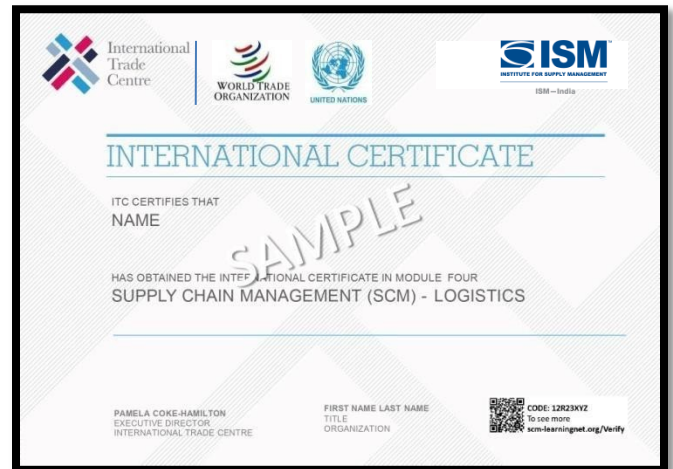 International
Trade
Centre
WORLD TRADE
ORGANIZATION
UNITED NATIONS
ISM
INSTITUTE FOR SUPPLY MANAGEMENT
ISM—India
INTERNATIONAL CERTIFICATE
ITC CERTIFIES THAT
NAME
SAMPLE
HAS OBTAINED THE INTERNATIONAL CERTIFICATE IN MODULE FOUR
SUPPLY CHAIN MANAGEMENT (SCM) - LOGISTICS
PAMELA COKE-HAMILTON
EXECUTIVE DIRECTOR
INTERNATIONAL TRADE CENTRE
FIRST NAME LAST NAME
TITLE
ORGANIZATION
CODE: 12R23XYZ
To see more
scm-learningnet.org/Verify